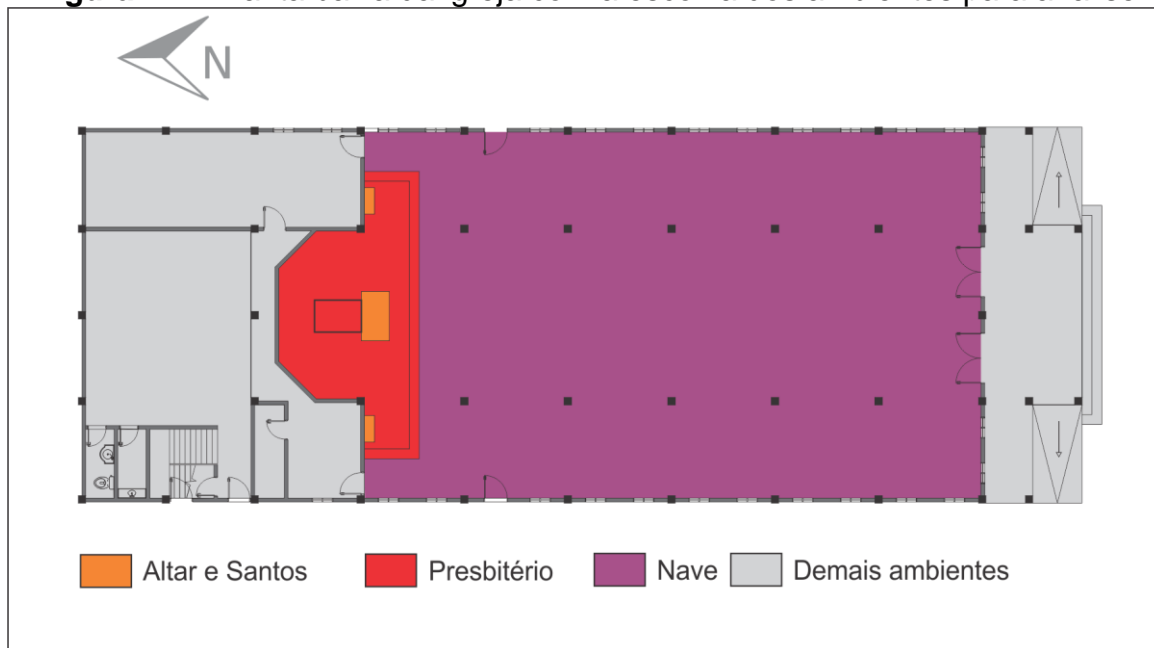 N
Altar e Santos
Presbitério
Nave
Demais ambientes